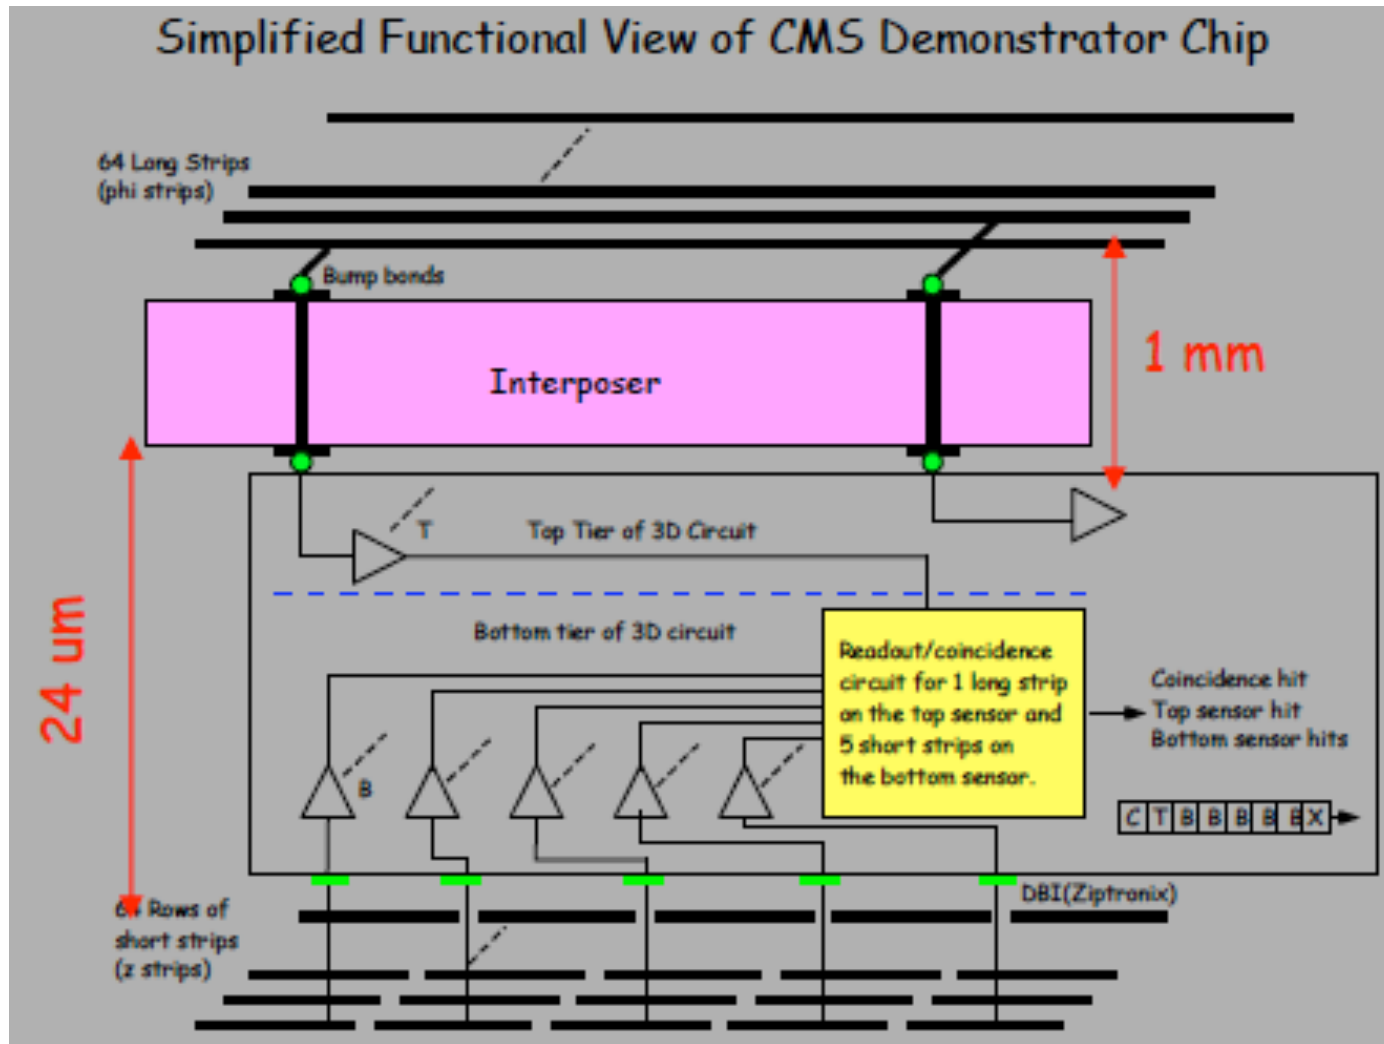 Simplified Functional View of CMS Demonstrator Chip
64 Long Strips
(phi strips)
Bump bonds
Interposer
1 mm
T
Top Tier of 3D Circuit
Bottom tier of 3D circuit
24 um
Readout/coincidence
circuit for 1 long strip
on the top sensor and
5 short strips on
the bottom sensor.
Coincidence hit
Top sensor hit
Bottom sensor hits
B
C T B B B B B X
DBI(Ziptronix)
64 Rows of
short strips
(z strips)